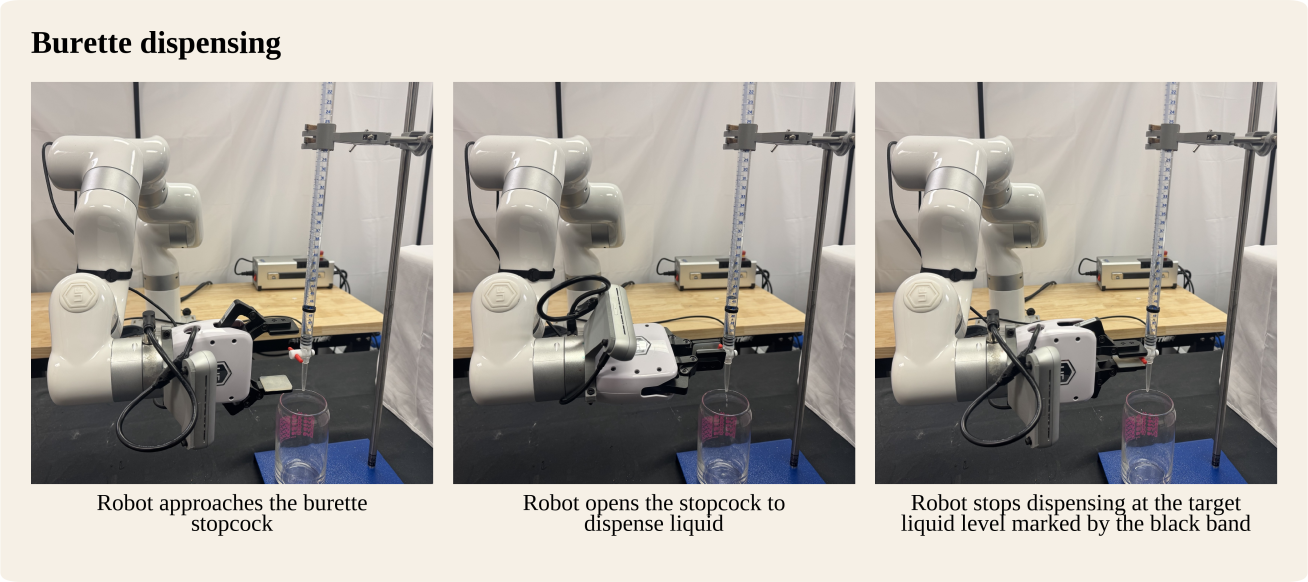 Burette dispensing
Robot approaches the burette
stopcock
Robot opens the stopcock to
dispense liquid
Robot stops dispensing at the target
liquid level marked by the black band